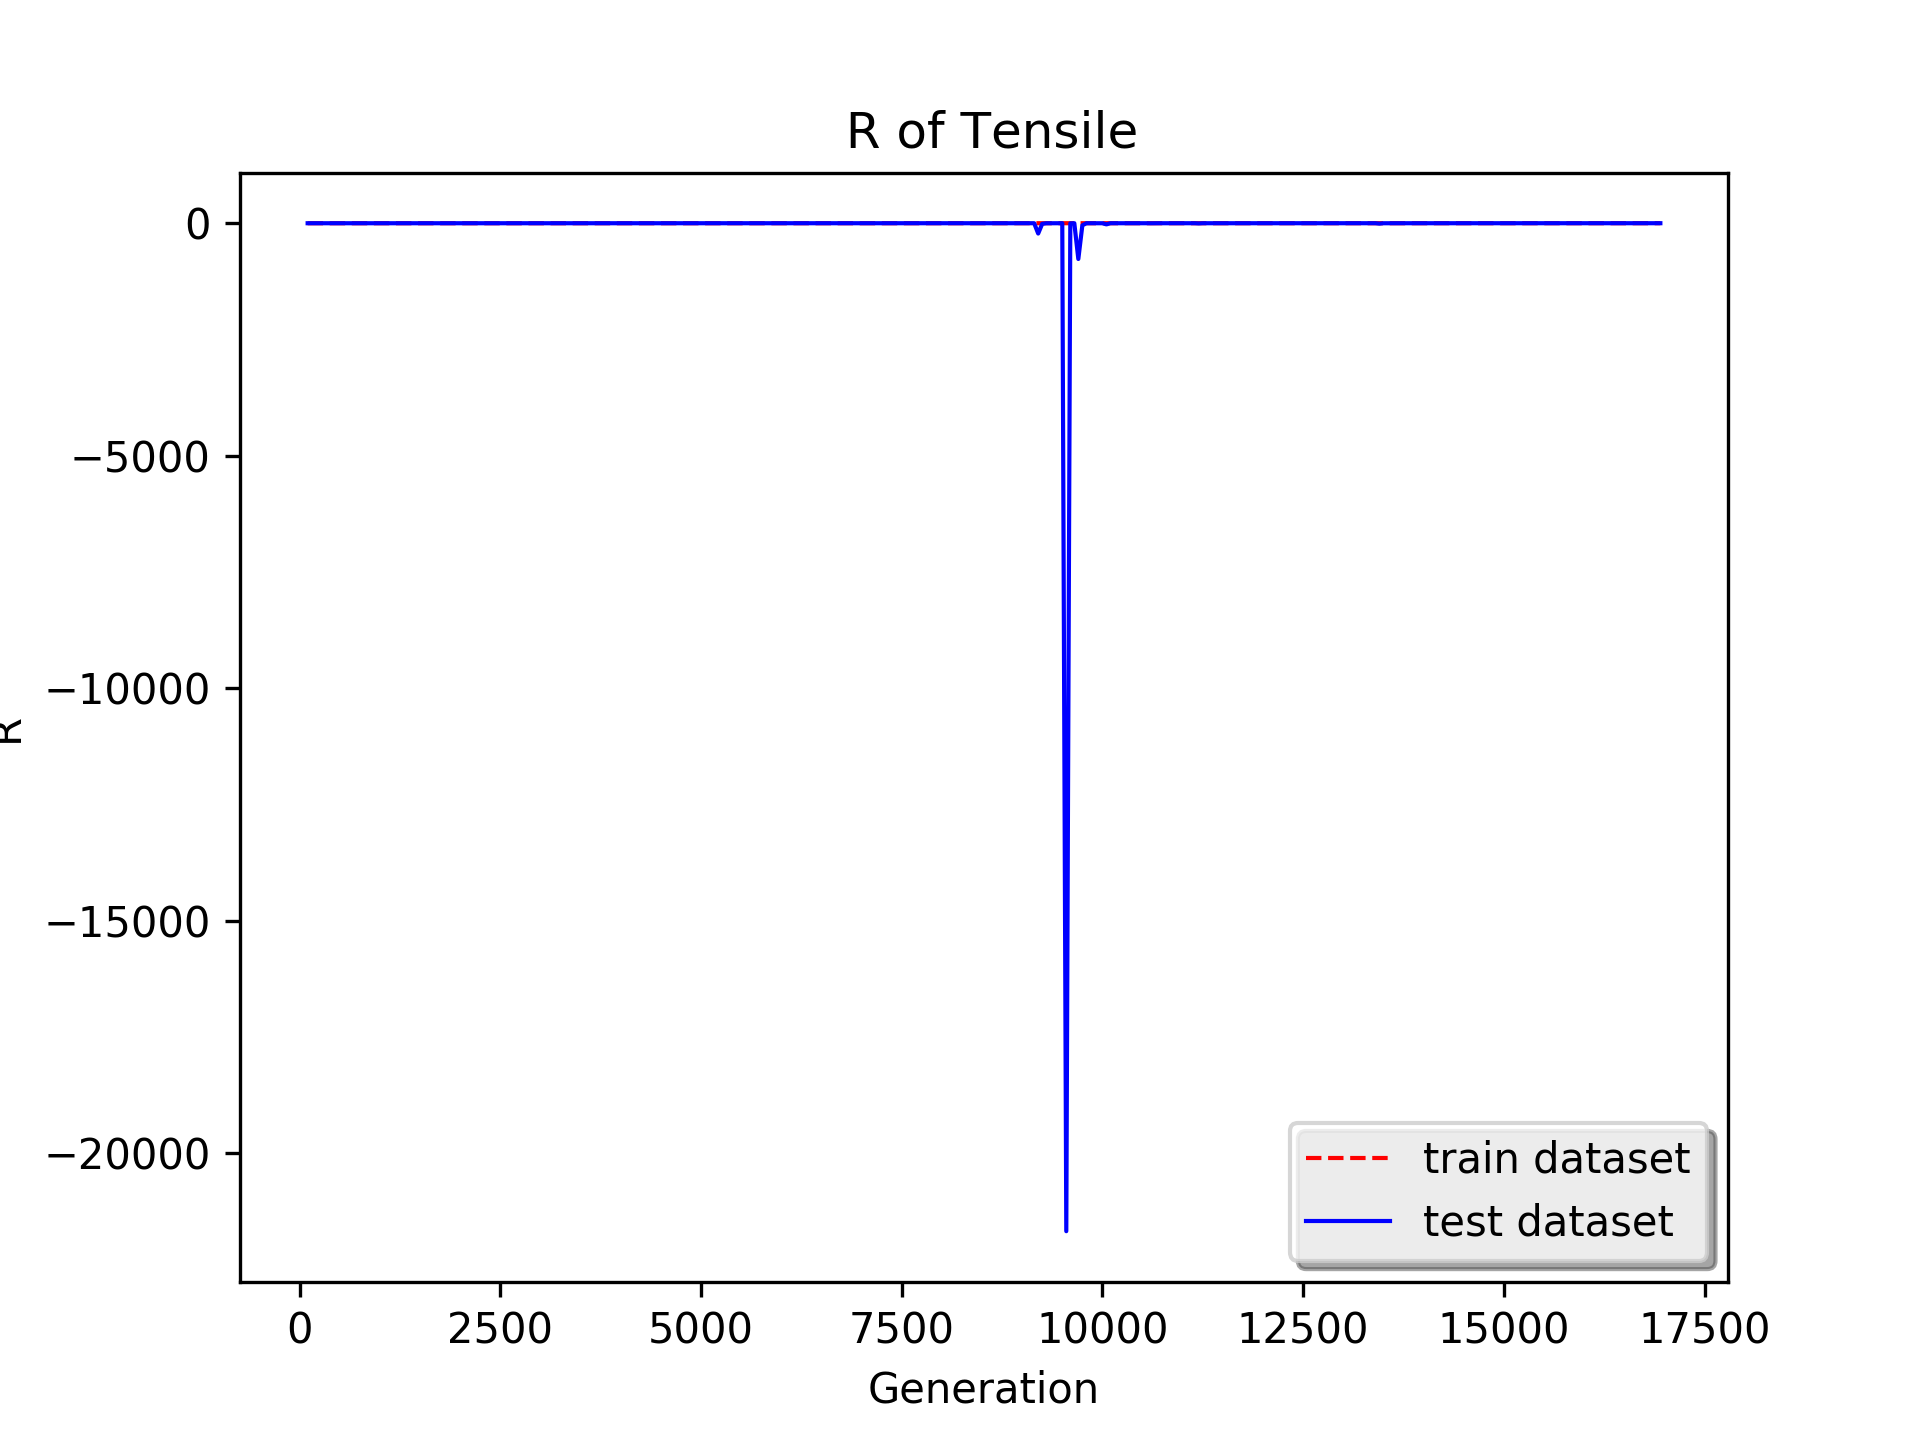 R of Tensile
0
−5000
−10000
−15000
−20000
R
0 2500 5000 7500 10000 12500 15000 17500
Generation
train dataset
test dataset